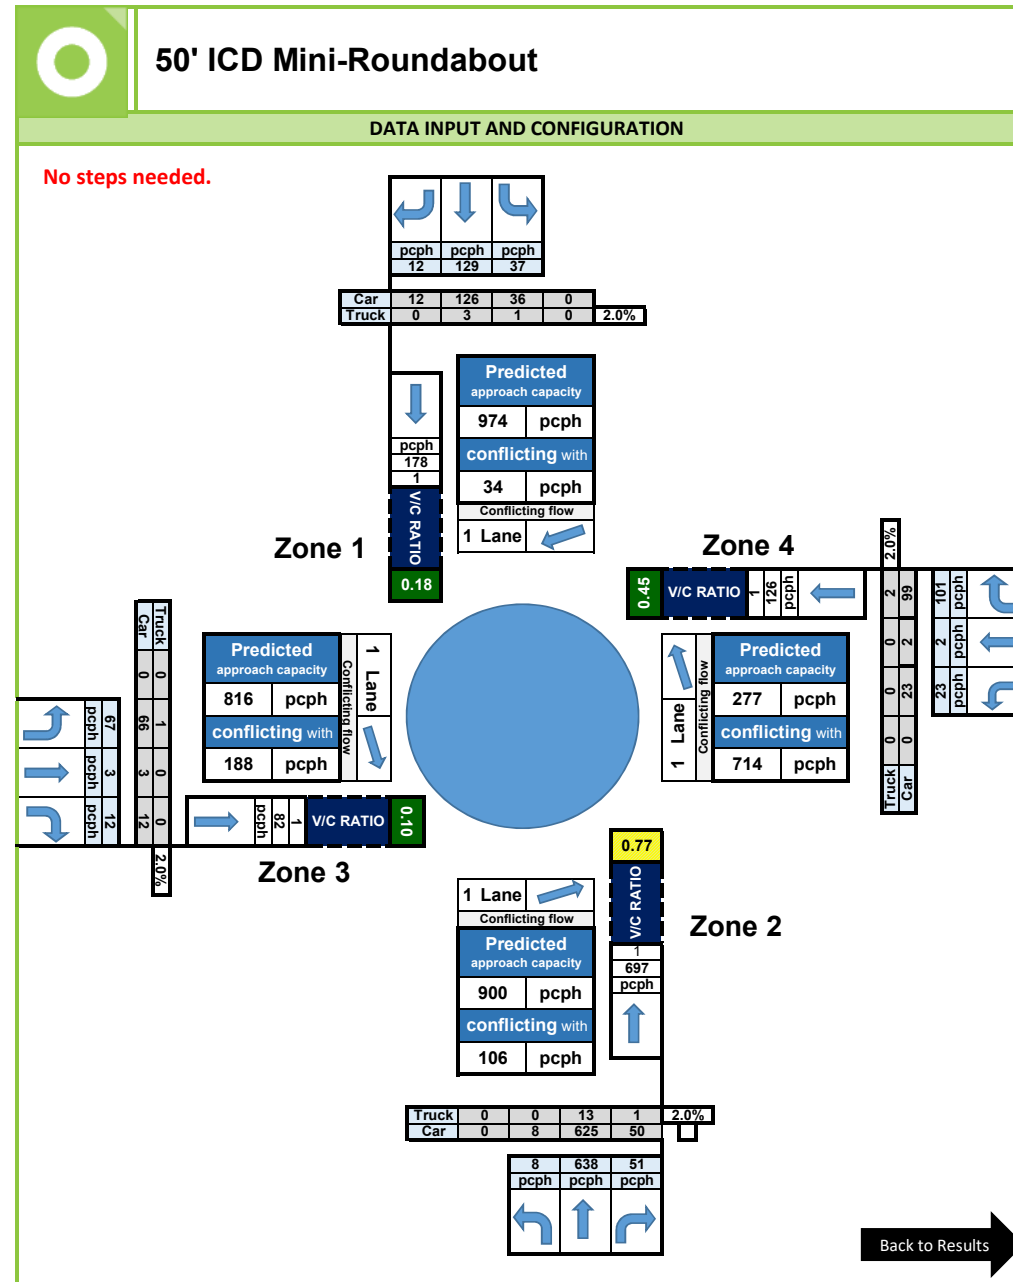 50' ICD Mini-Roundabout
DATA INPUT AND CONFIGURATION
No steps needed.
pcph pcph pcph
12 129 37
Car 12 126 36 0
Truck 0 3 1 0 2.0%
pcph
178
1
V/C RATIO
0.18
Predicted
approach capacity
974 pcph
conflicting with
34 pcph
Conflicting flow
1 Lane
Zone 1
Zone 4
0.45 V/C RATIO 1 126 pcph
2.0%
2 0 0 0 Truck
99 2 23 0 Car
101 2 23
pcph pcph pcph
Predicted
approach capacity
277 pcph
conflicting with
714 pcph
Conflicting flow
1 Lane
Truck 0 1 0 0 2.0%
Car 0 66 3 12
67 3 12
pcph pcph pcph
Predicted
approach capacity
816 pcph
conflicting with
188 pcph
Conflicting flow
1 Lane
pcph 82 1 V/C RATIO 0.10
Zone 3
Zone 2
0.77
V/C RATIO
1
697
pcph
1 Lane
Conflicting flow
Predicted
approach capacity
900 pcph
conflicting with
106 pcph
Truck 0 0 13 1 2.0%
Car 0 8 625 50
8 638 51
pcph pcph pcph
Back to Results